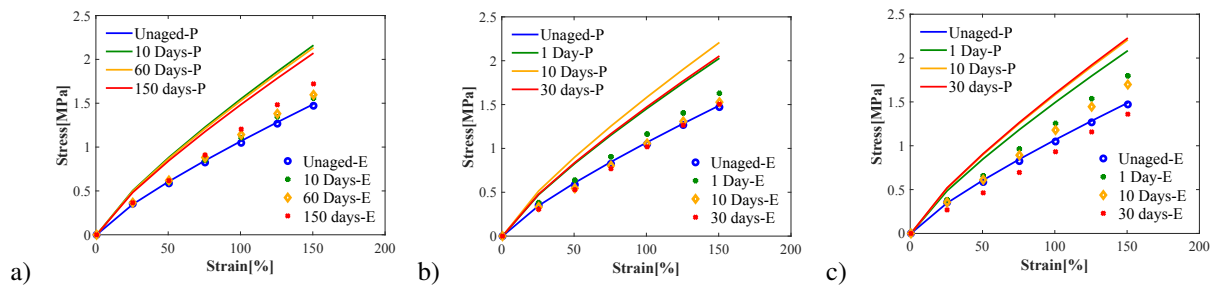 2.5
2
1.5
1
0.5
0
0
50
100
150
200
Stress[MPa]
Strain[%]
Unaged-P
10 Days-P
60 Days-P
150 days-P
Unaged-E
10 Days-E
60 Days-E
150 days-E
a)
2.5
2
1.5
1
0.5
0
0
50
100
150
200
Stress[MPa]
Strain[%]
Unaged-P
1 Day-P
10 Days-P
30 days-P
Unaged-E
1 Day-E
10 Days-E
30 days-E
b)
2.5
2
1.5
1
0.5
0
0
50
100
150
200
Stress[MPa]
Strain[%]
Unaged-P
1 Day-P
10 Days-P
30 days-P
Unaged-E
1 Day-E
10 Days-E
30 days-E
c)